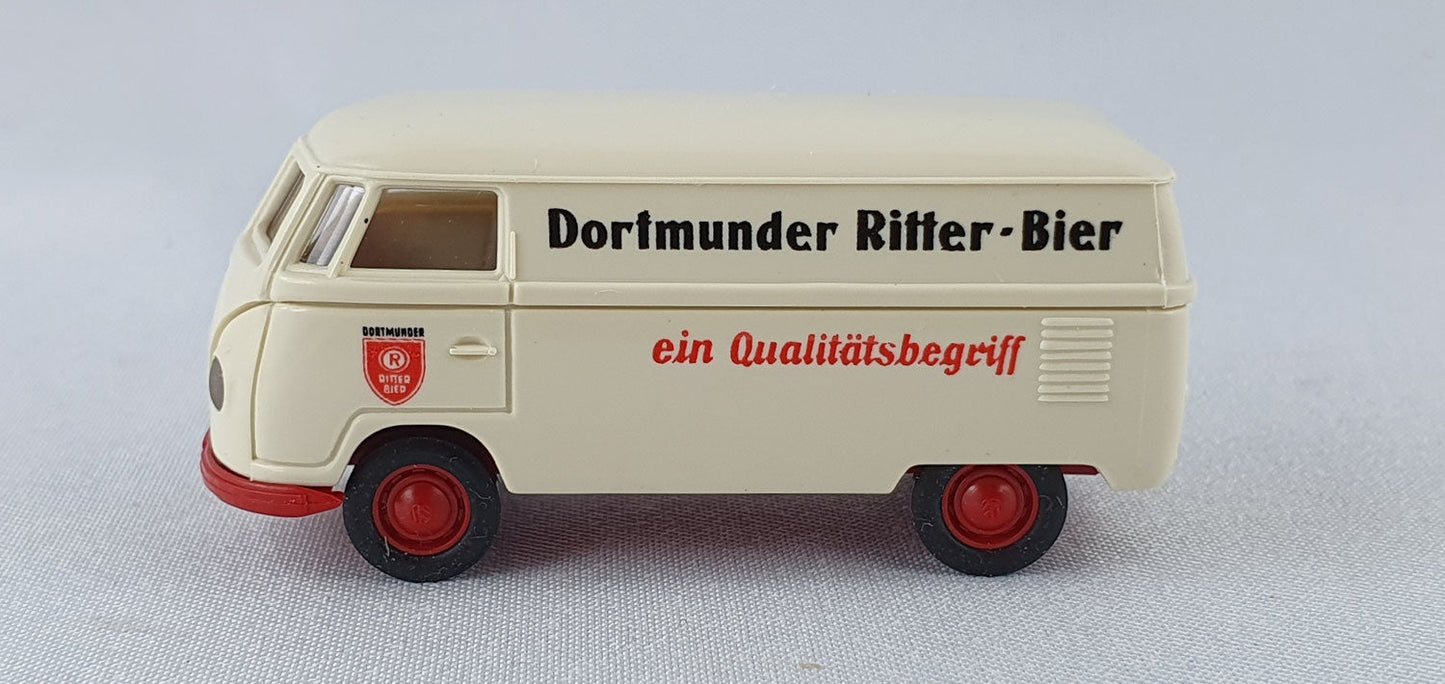 Dortmunder Ritter-Bier
ein Qualitätsbegriff
DORTMUNDER
R
RITTER
BIER